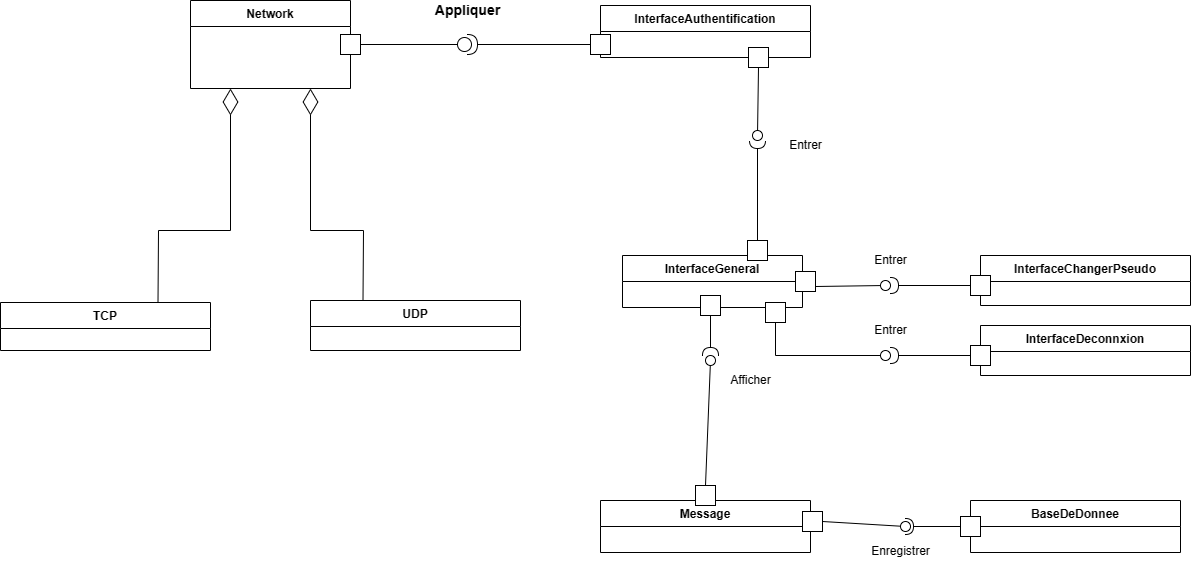 Network
Appliquer
InterfaceAuthentification
Entrer
InterfaceGeneral
Entrer
InterfaceChangerPseudo
Entrer
InterfaceDeconnxion
TCP
UDP
Afficher
Message
BaseDeDonnee
Enregistrer